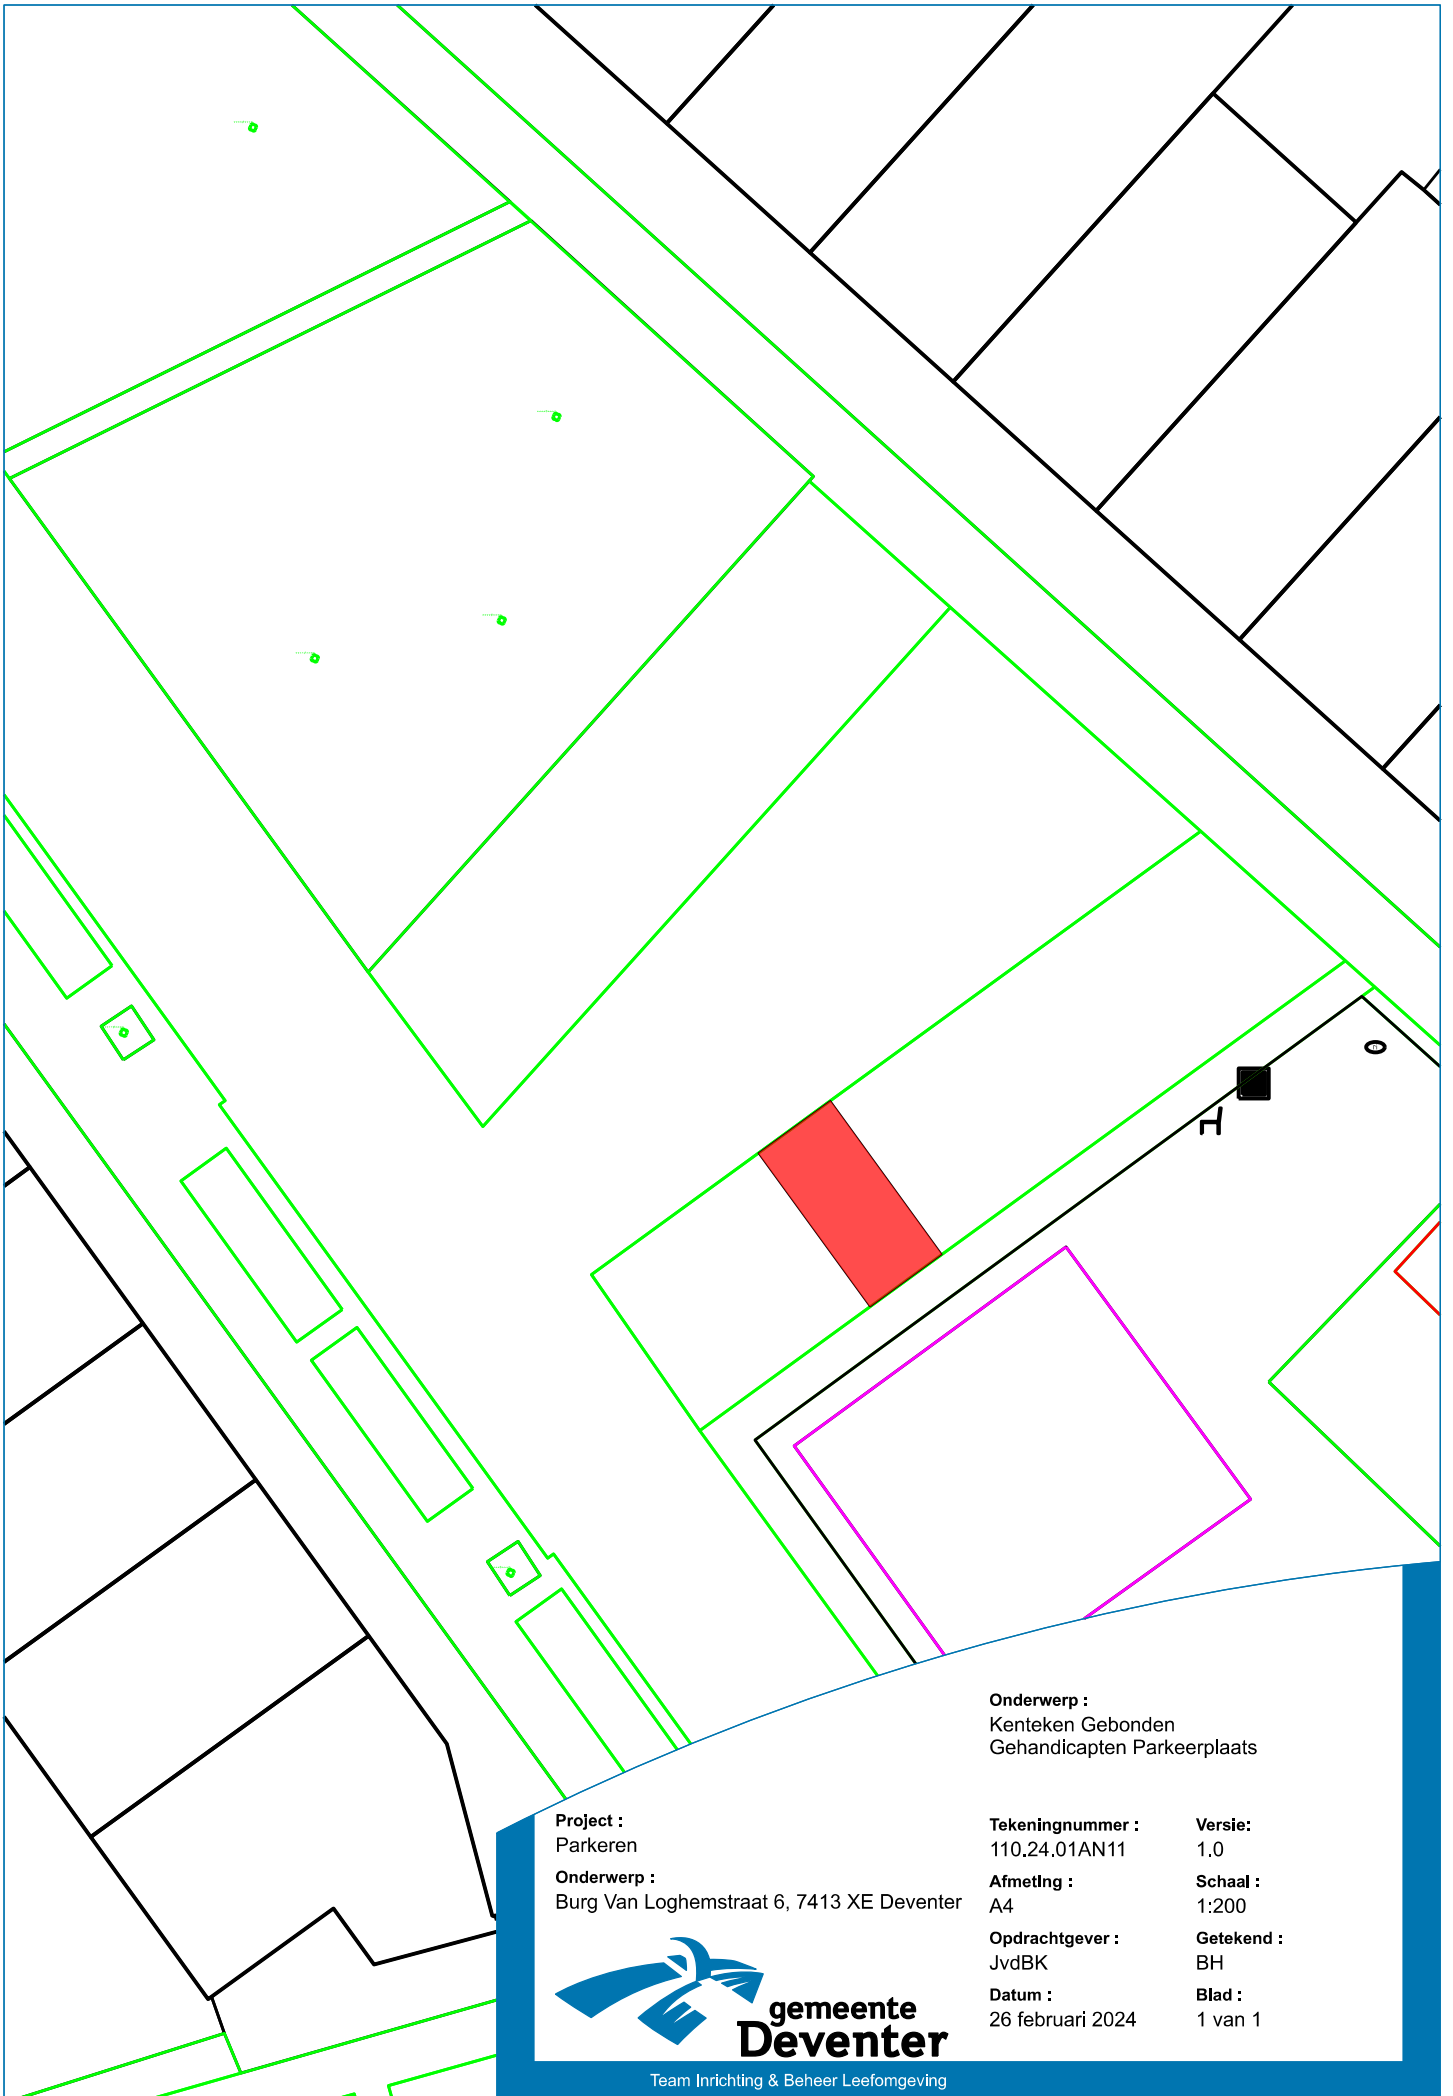 Onderwerp :
Kenteken Gebonden
Gehandicapten Parkeerplaats
Project :
Parkeren
Onderwerp :
Burg Van Loghemstraat 6, 7413 XE Deventer
Tekeningnummer :
110.24.01AN11
Versie:
1.0
Afmeting :
A4
Schaal :
1:200
Opdrachtgever :
JvdBK
Getekend :
BH
Datum :
26 februari 2024
Blad :
1 van 1
gemeente
Deventer
Team Inrichting & Beheer Leefomgeving